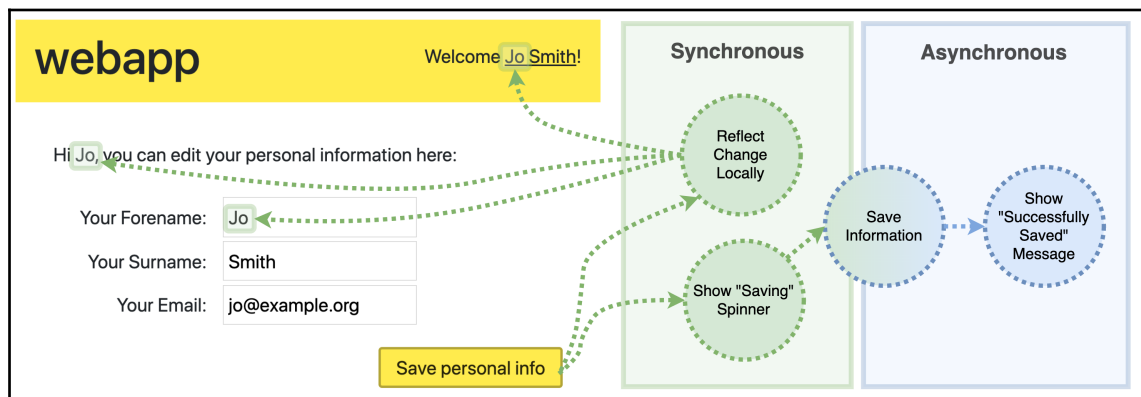 webapp
Welcome Jo Smith!
Hi Jo, you can edit your personal information here:
Your Forename: Jo
Your Surname: Smith
Your Email: jo@example.org
Save personal info
Synchronous
Asynchronous
Reflect
Change
Locally
Show "Saving"
Spinner
Save
Information
Show
"Successfully
Saved"
Message